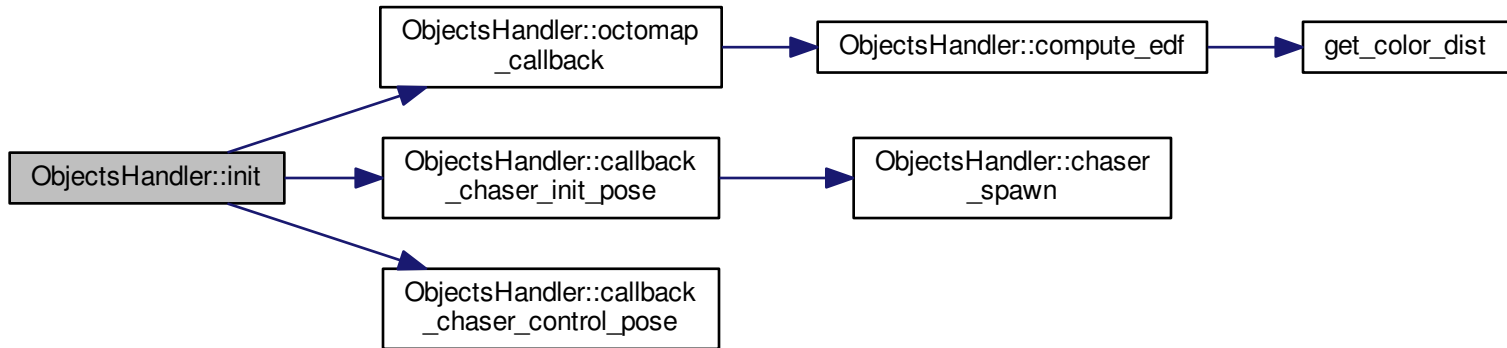 ObjectsHandler::init
ObjectsHandler::octomap
_callback
ObjectsHandler::compute_edf
get_color_dist
ObjectsHandler::callback
_chaser_init_pose
ObjectsHandler::chaser
_spawn
ObjectsHandler::callback
_chaser_control_pose